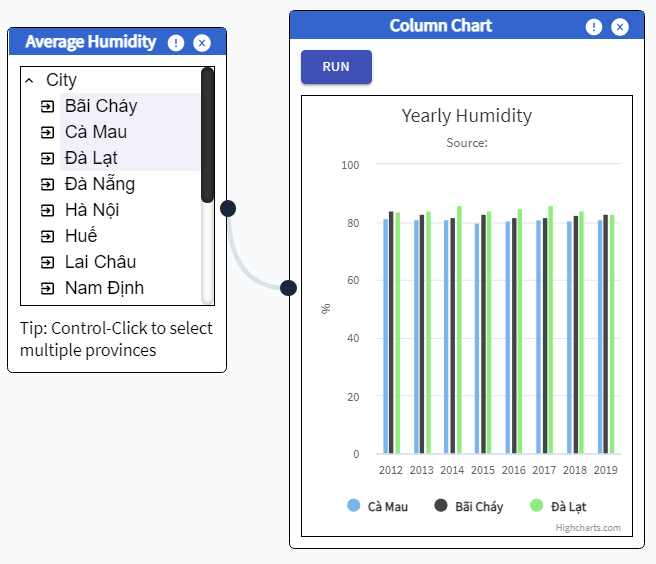 Average Humidity
City
Bãi Cháy
Cà Mau
Đà Lạt
Đà Nẵng
Hà Nội
Huế
Lai Châu
Nam Định
Tip: Control-Click to select
multiple provinces
Column Chart
RUN
Yearly Humidity
Source:
100
80
60
40
20
0
%
2012 2013 2014 2015 2016 2017 2018 2019
Cà Mau Bãi Cháy Đà Lạt
Highcharts.com